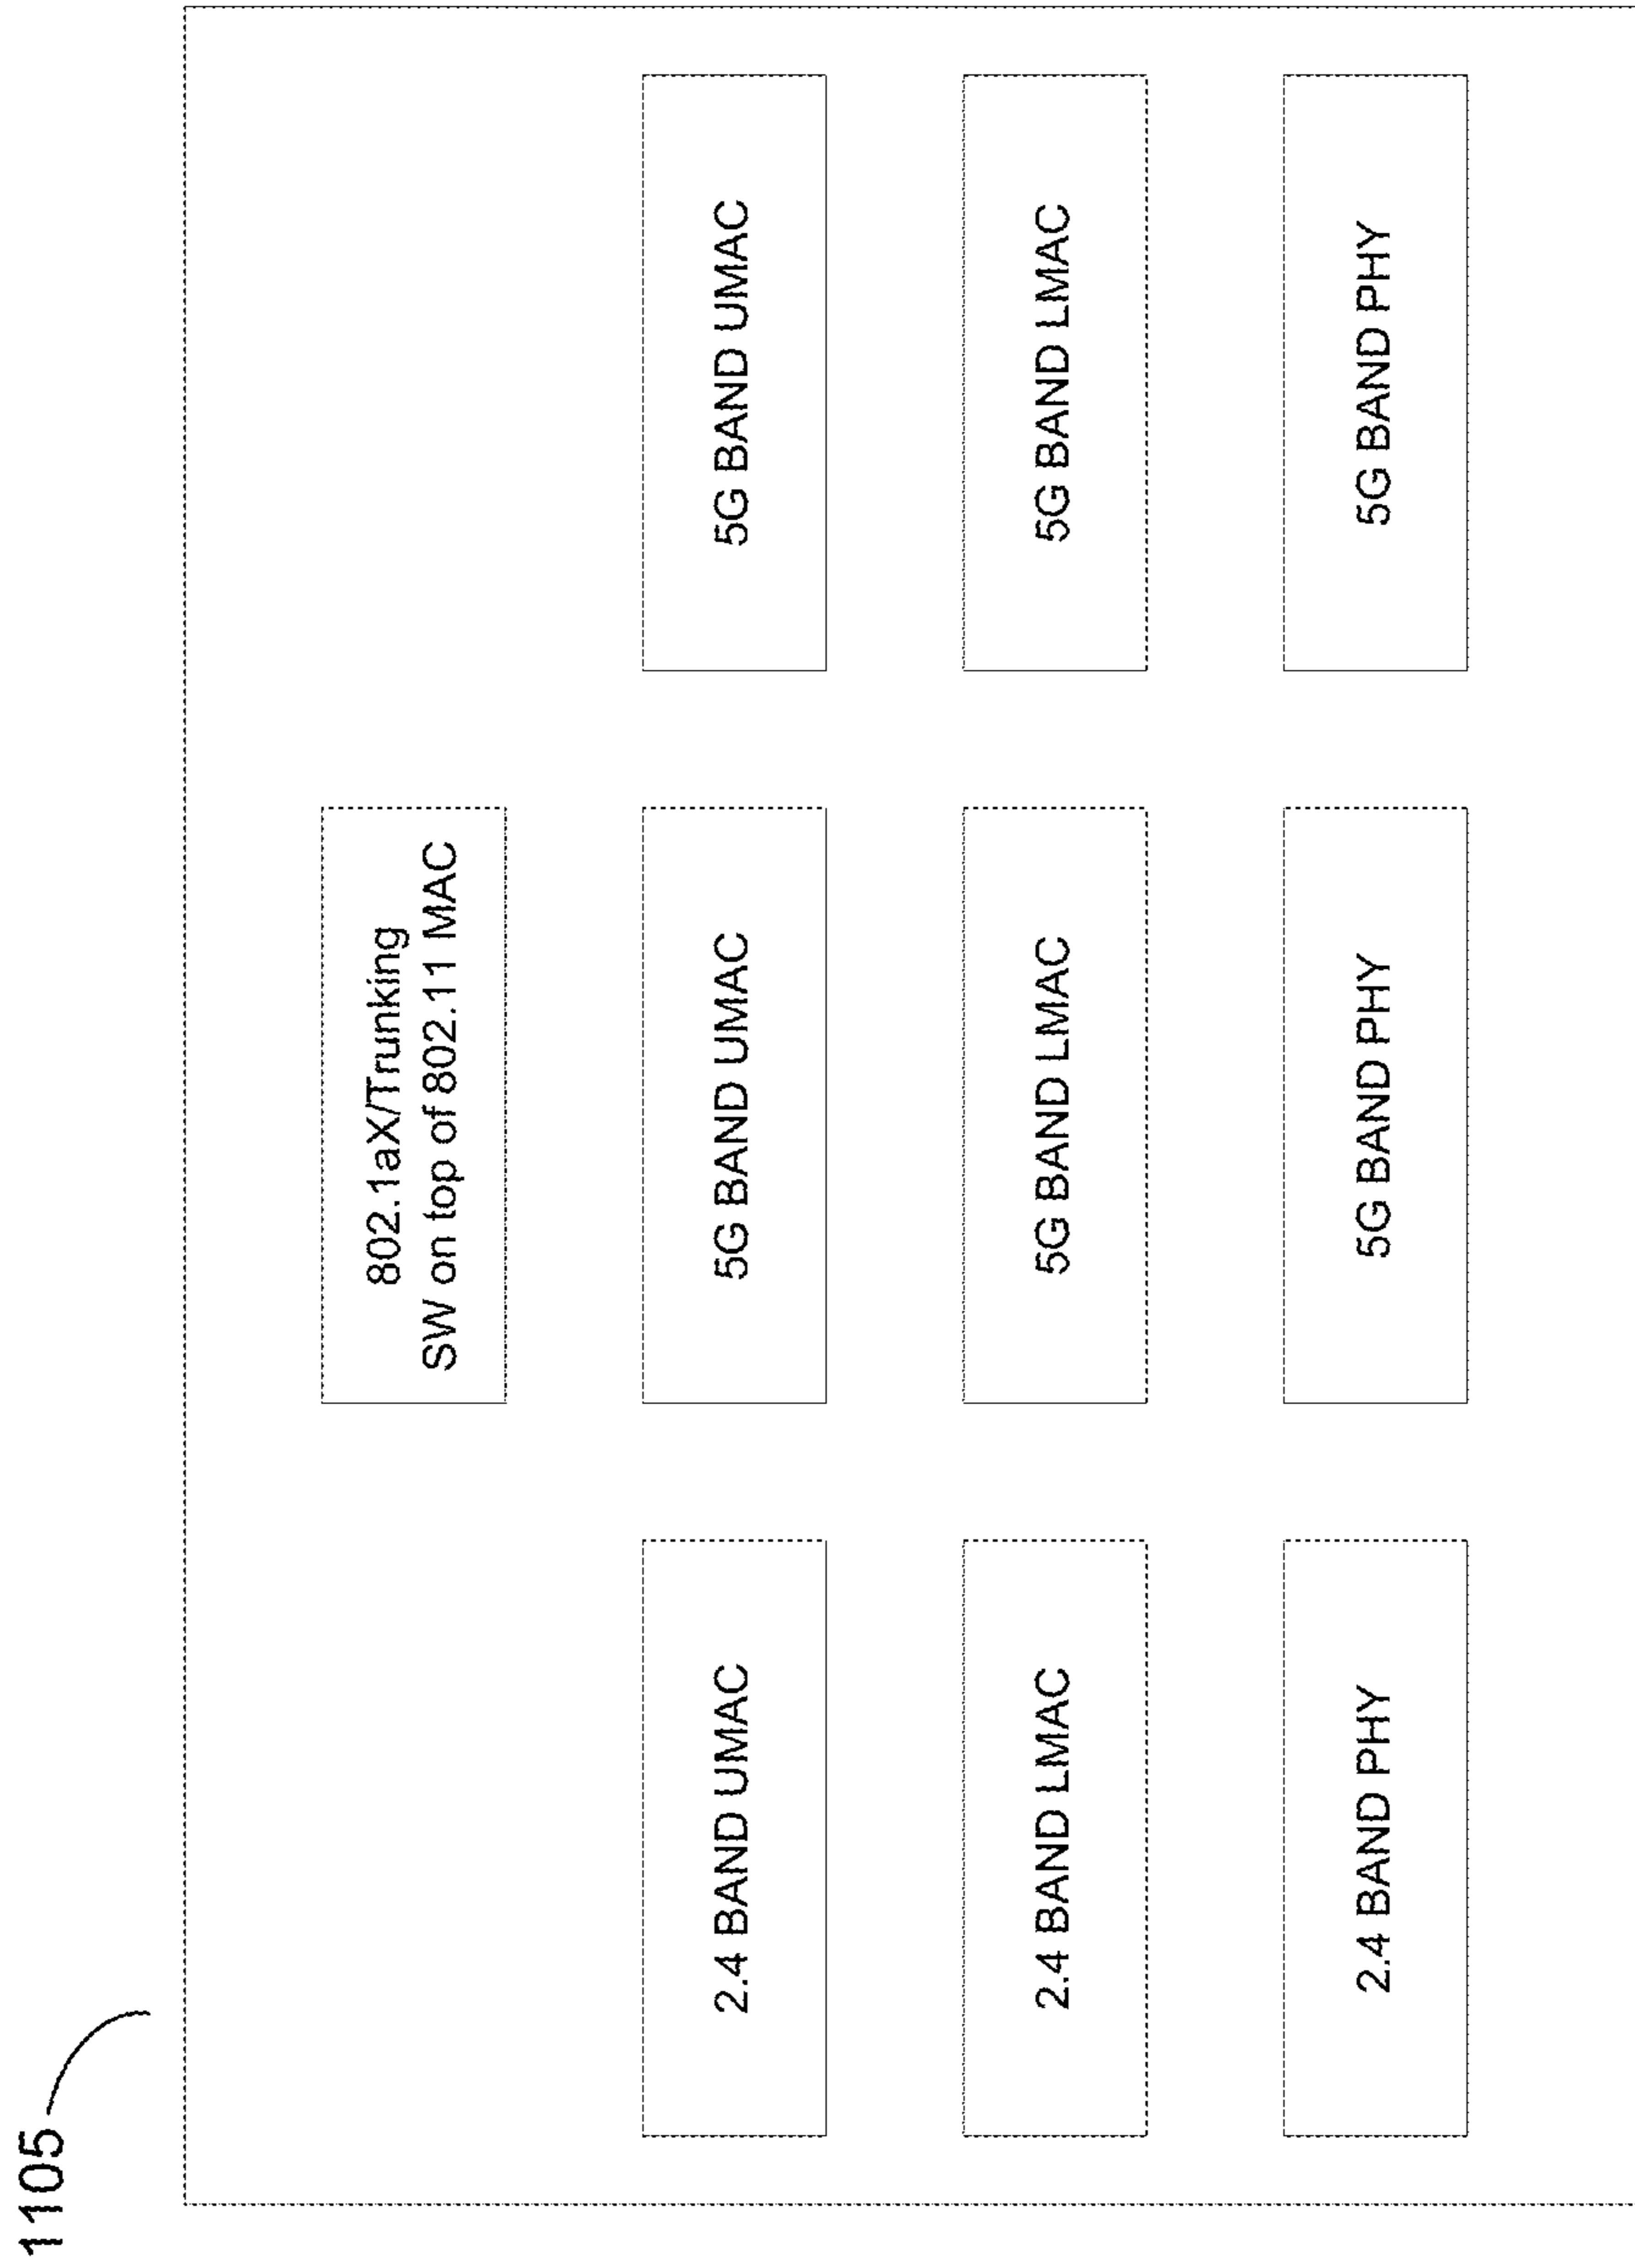 1105
802.1aX/Trunking
SW on top of 802.11 MAC
2.4 BAND UMAC
5G BAND UMAC
5G BAND UMAC
2.4 BAND LMAC
5G BAND LMAC
5G BAND LMAC
2.4 BAND PHY
5G BAND PHY
5G BAND PHY